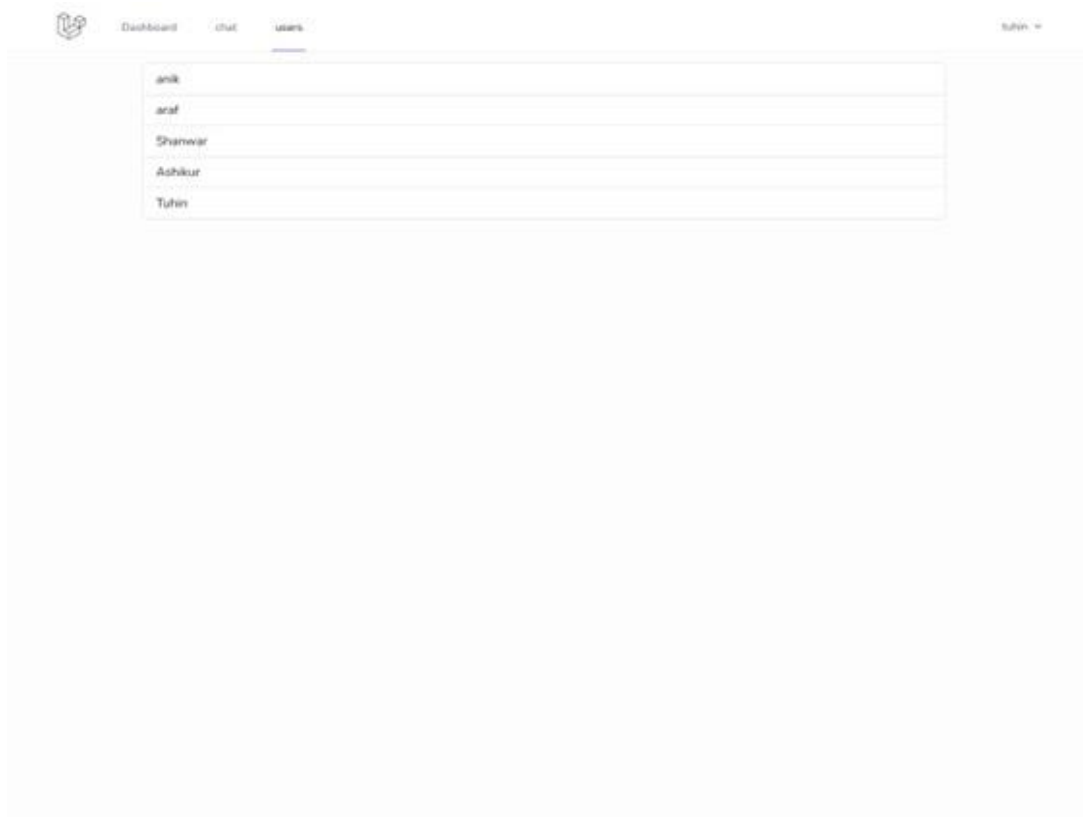 Dashboard chat users tuhin
anik
araf
Shanwar
Ashikur
Tuhin